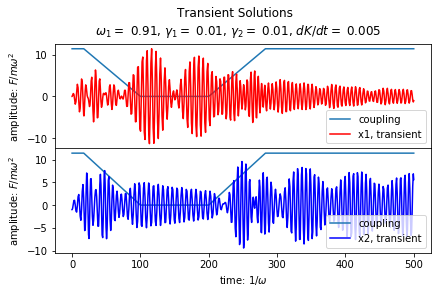 Transient Solutions
ω₁ = 0.91, γ₁ = 0.01, γ₂ = 0.01, dK/dt = 0.005
amplitude: F/mω²
10
0
−10
coupling
x1, transient
amplitude: F/mω²
10
5
0
−5
−10
coupling
x2, transient
0 100 200 300 400 500
time: 1/ω